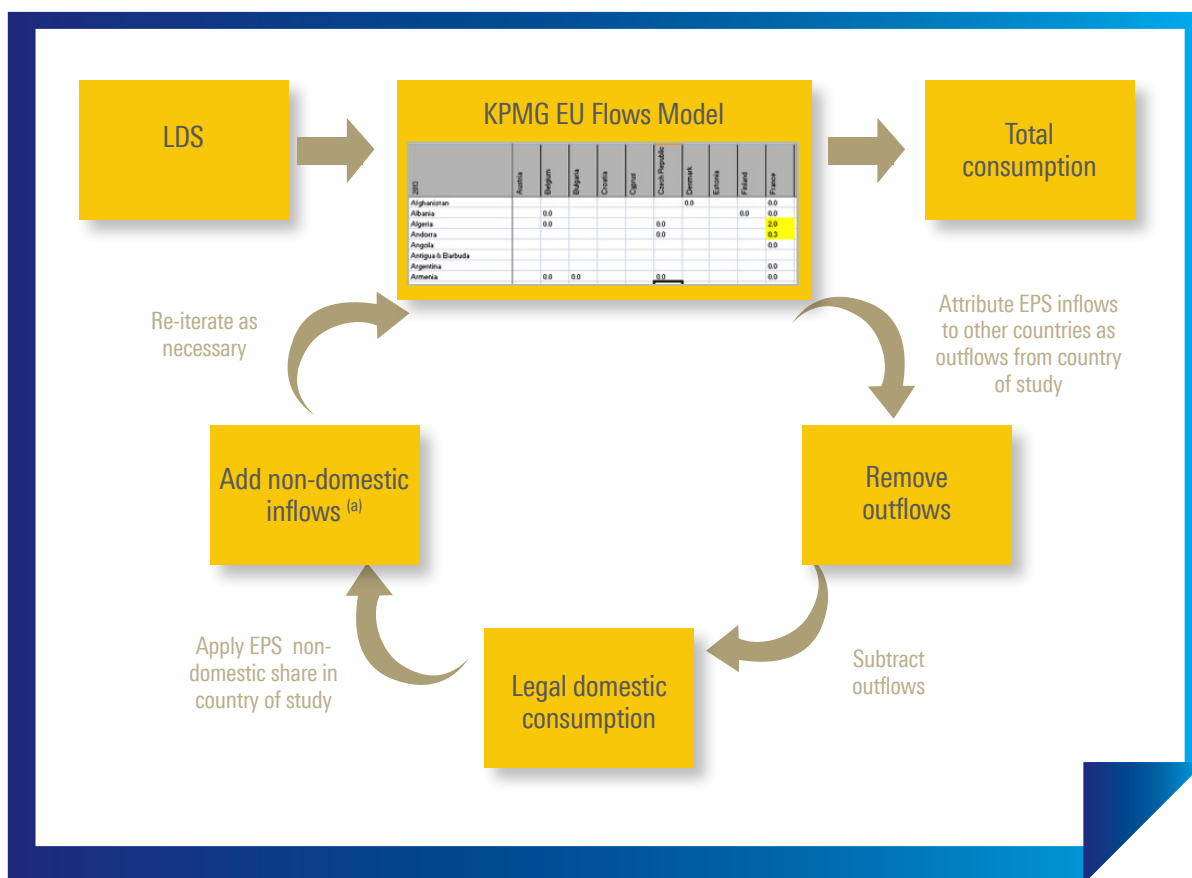 LDS
KPMG EU Flows Model
Total
consumption
2013 Austria Belgium Bulgaria Croatia Cyprus Czech Republic Denmark Estonia Finland France
Afghanistan 0.0 0.0
Albania 0.0 0.0 0.0
Algeria 0.0 0.0 2.0
Andorra 0.0 0.3
Angola 0.0
Antigua & Barbuda
Argentina 0.0
Armenia 0.0 0.0 0.0 0.0
Re-iterate as
necessary
Attribute EPS inflows
to other countries as
outflows from country
of study
Add non-domestic
inflows (a)
Remove
outflows
Apply EPS non-
domestic share in
country of study
Legal domestic
consumption
Subtract
outflows